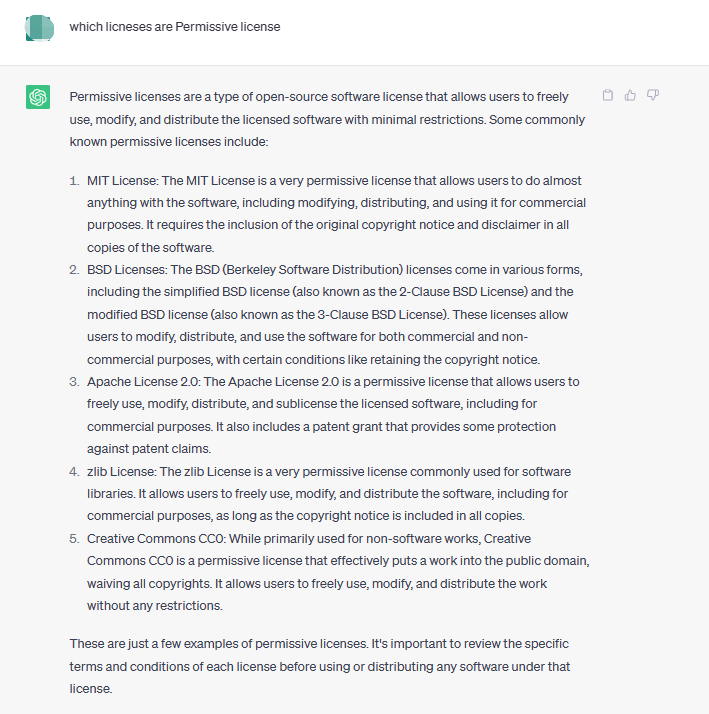 which licneses are Permissive license
Permissive licenses are a type of open-source software license that allows users to freely
use, modify, and distribute the licensed software with minimal restrictions. Some commonly
known permissive licenses include:
1. MIT License: The MIT License is a very permissive license that allows users to do almost
anything with the software, including modifying, distributing, and using it for commercial
purposes. It requires the inclusion of the original copyright notice and disclaimer in all
copies of the software.
2. BSD Licenses: The BSD (Berkeley Software Distribution) licenses come in various forms,
including the simplified BSD license (also known as the 2-Clause BSD License) and the
modified BSD license (also known as the 3-Clause BSD License). These licenses allow
users to modify, distribute, and use the software for both commercial and non-
commercial purposes, with certain conditions like retaining the copyright notice.
3. Apache License 2.0: The Apache License 2.0 is a permissive license that allows users to
freely use, modify, distribute, and sublicense the licensed software, including for
commercial purposes. It also includes a patent grant that provides some protection
against patent claims.
4. zlib License: The zlib License is a very permissive license commonly used for software
libraries. It allows users to freely use, modify, and distribute the software, including for
commercial purposes, as long as the copyright notice is included in all copies.
5. Creative Commons CC0: While primarily used for non-software works, Creative
Commons CC0 is a permissive license that effectively puts a work into the public domain,
waiving all copyrights. It allows users to freely use, modify, and distribute the work
without any restrictions.
These are just a few examples of permissive licenses. It's important to review the specific
terms and conditions of each license before using or distributing any software under that
license.